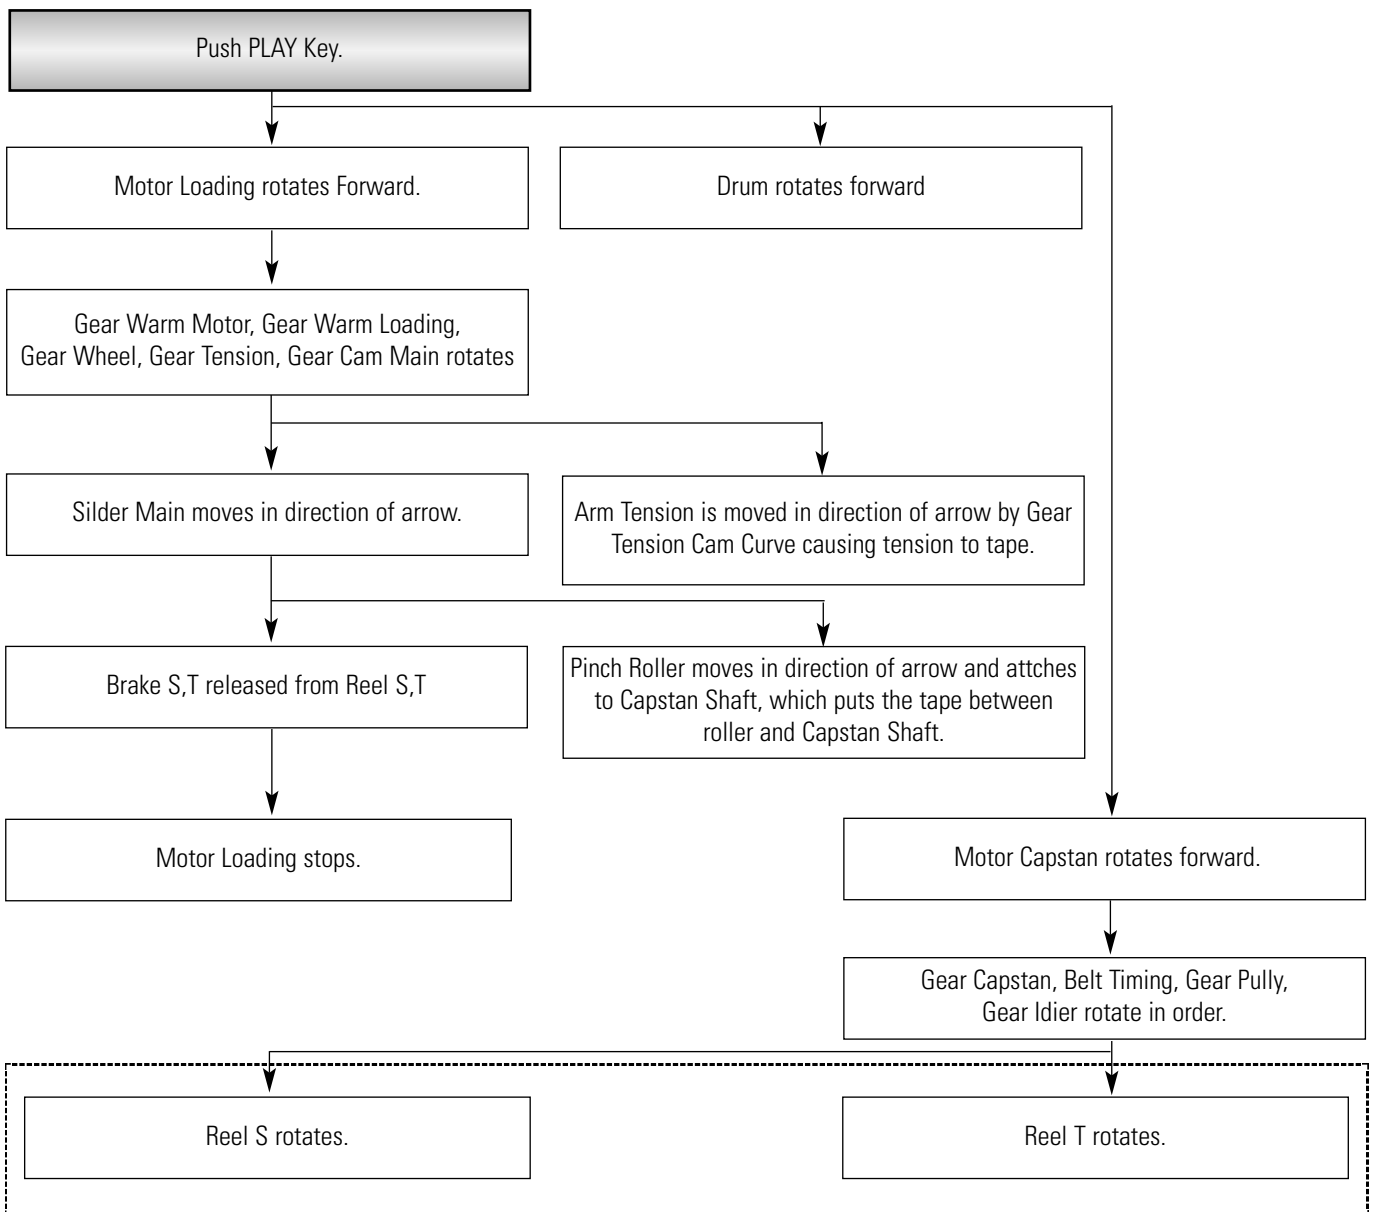 Push PLAY Key.
Motor Loading rotates Forward.
Drum rotates forward
Gear Warm Motor, Gear Warm Loading,
Gear Wheel, Gear Tension, Gear Cam Main rotates
Silder Main moves in direction of arrow.
Arm Tension is moved in direction of arrow by Gear
Tension Cam Curve causing tension to tape.
Brake S,T released from Reel S,T
Pinch Roller moves in direction of arrow and attches
to Capstan Shaft, which puts the tape between
roller and Capstan Shaft.
Motor Loading stops.
Motor Capstan rotates forward.
Gear Capstan, Belt Timing, Gear Pully,
Gear Idier rotate in order.
Reel S rotates.
Reel T rotates.